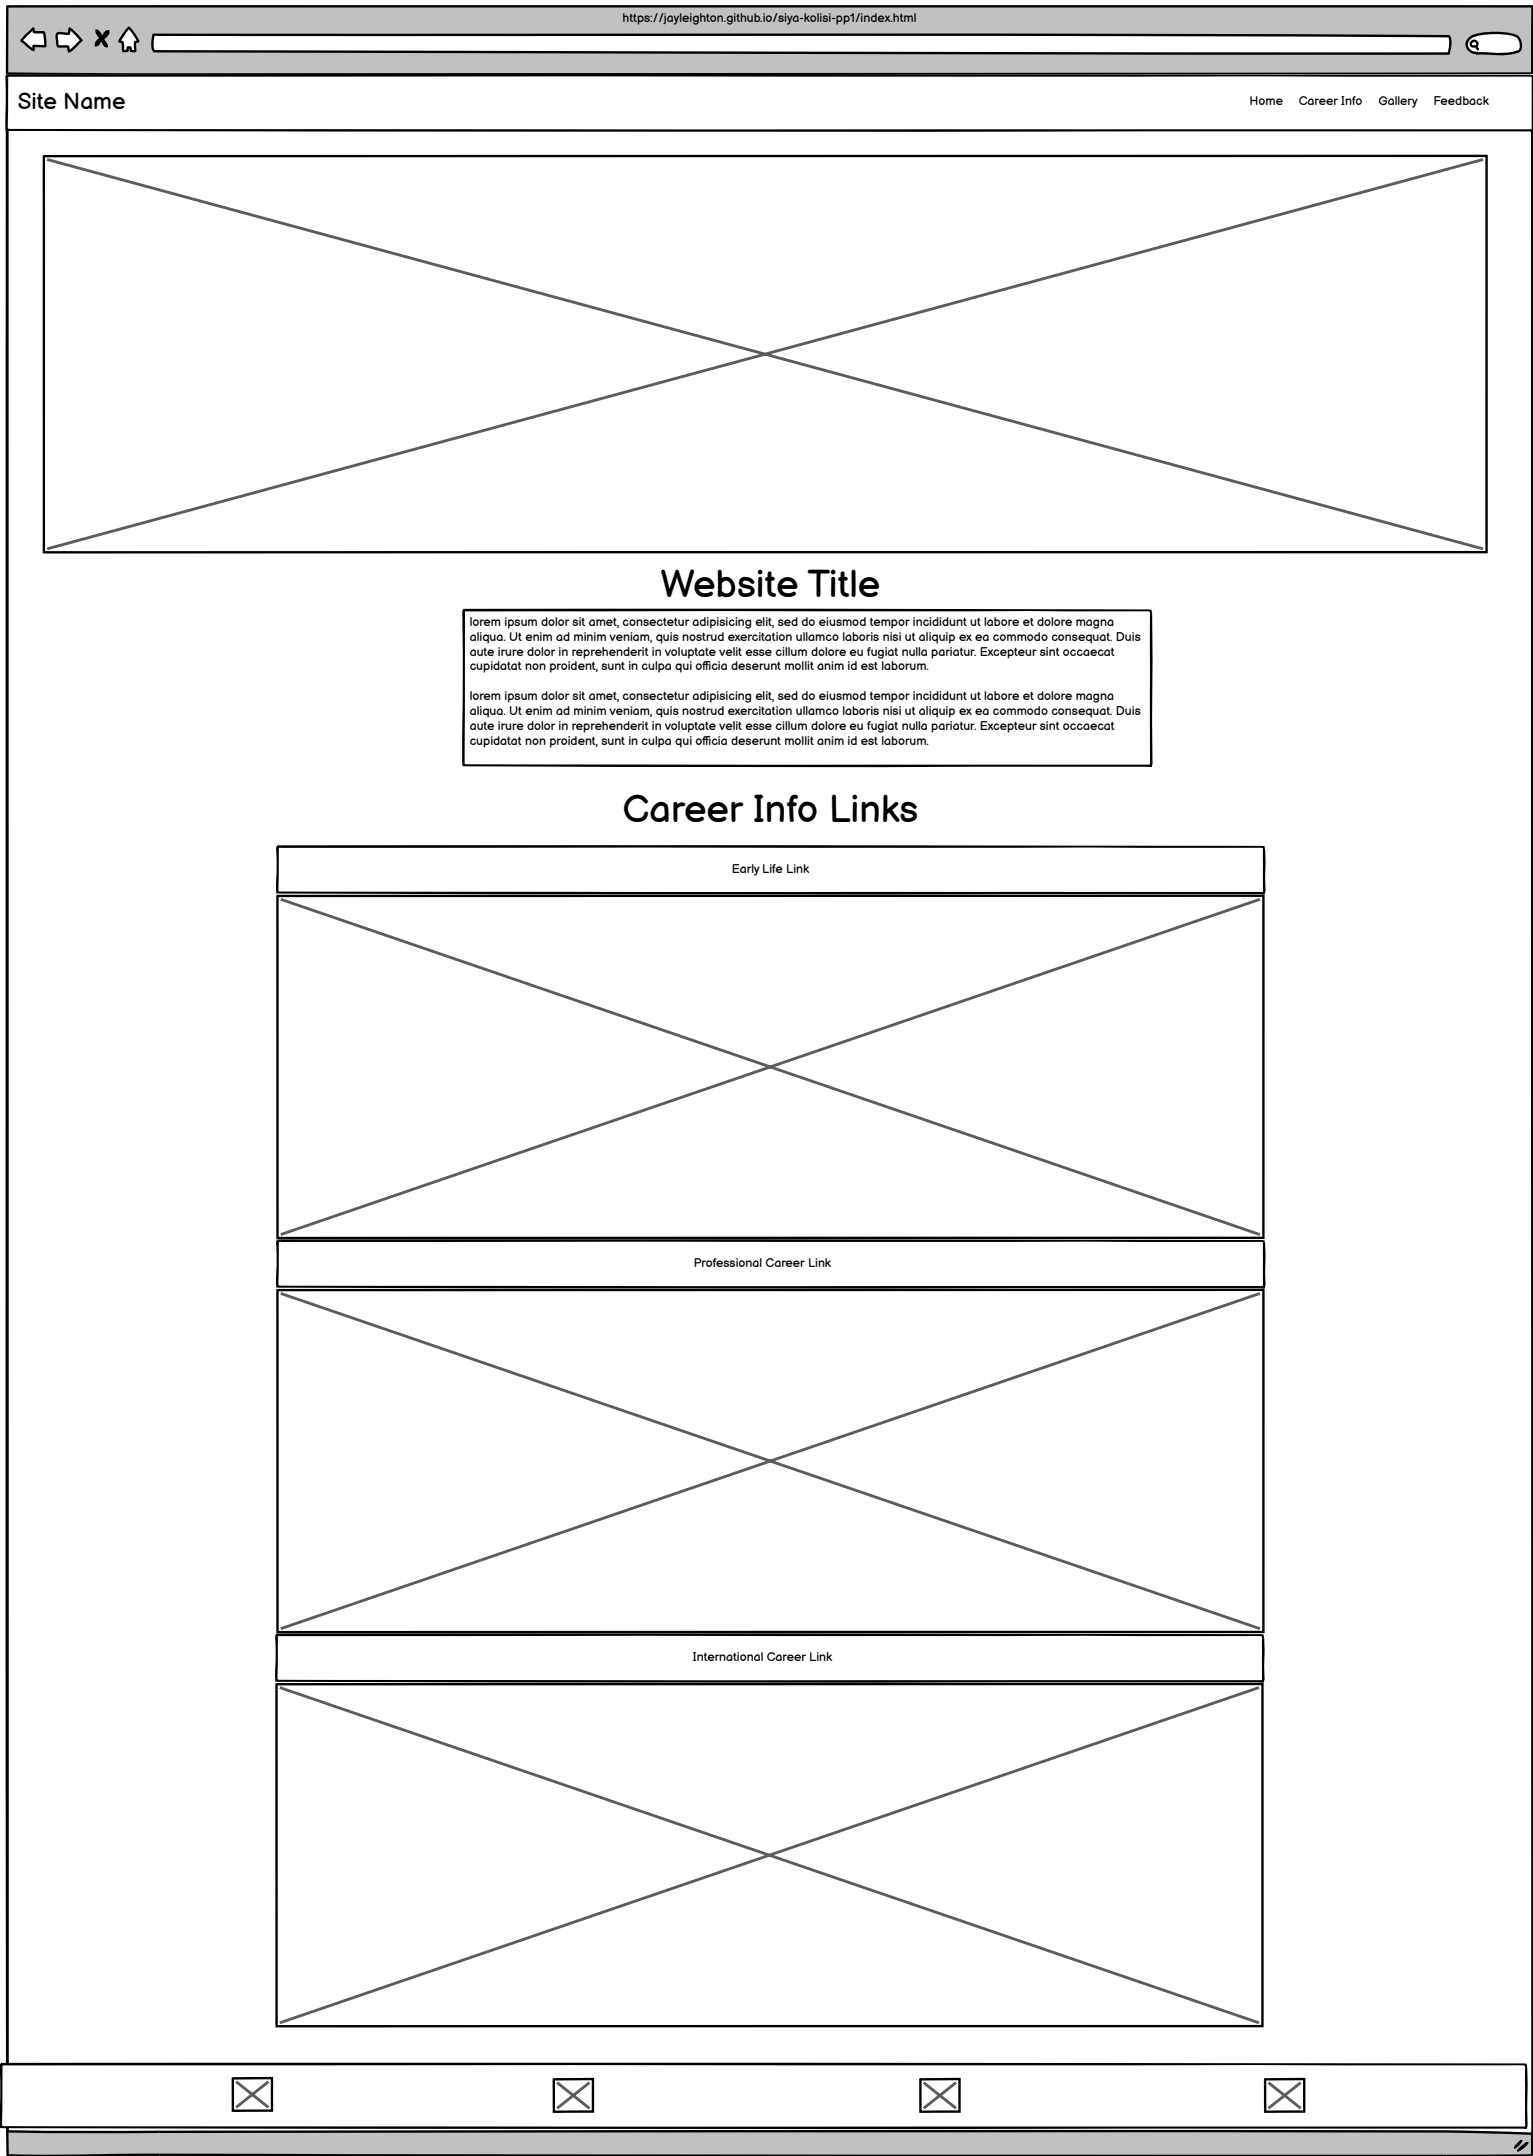 https://jayleighton.github.io/siya-kolisi-pp1/index.html
Site Name
Home Career Info Gallery Feedback
Website Title
lorem ipsum dolor sit amet, consectetur adipisicing elit, sed do eiusmod tempor incididunt ut labore et dolore magna
aliqua. Ut enim ad minim veniam, quis nostrud exercitation ullamco laboris nisi ut aliquip ex ea commodo consequat. Duis
aute irure dolor in reprehenderit in voluptate velit esse cillum dolore eu fugiat nulla pariatur. Excepteur sint occaecat
cupidatat non proident, sunt in culpa qui officia deserunt mollit anim id est laborum.
lorem ipsum dolor sit amet, consectetur adipisicing elit, sed do eiusmod tempor incididunt ut labore et dolore magna
aliqua. Ut enim ad minim veniam, quis nostrud exercitation ullamco laboris nisi ut aliquip ex ea commodo consequat. Duis
aute irure dolor in reprehenderit in voluptate velit esse cillum dolore eu fugiat nulla pariatur. Excepteur sint occaecat
cupidatat non proident, sunt in culpa qui officia deserunt mollit anim id est laborum.
Career Info Links
Early Life Link
Professional Career Link
International Career Link